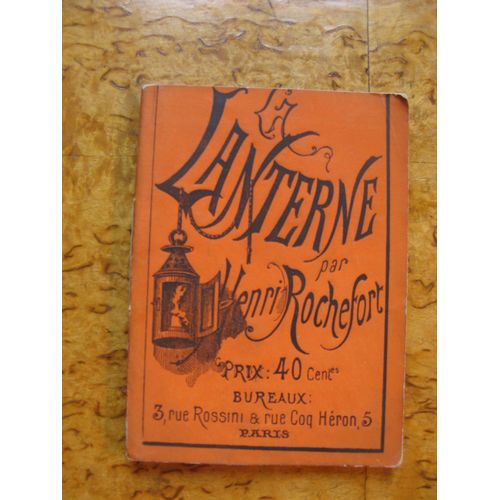 La
LANTERNE
par
Henri Rochefort
PRIX: 40 Centes
BUREAUX:
3, rue Rossini & rue Coq Héron, 5
PARIS